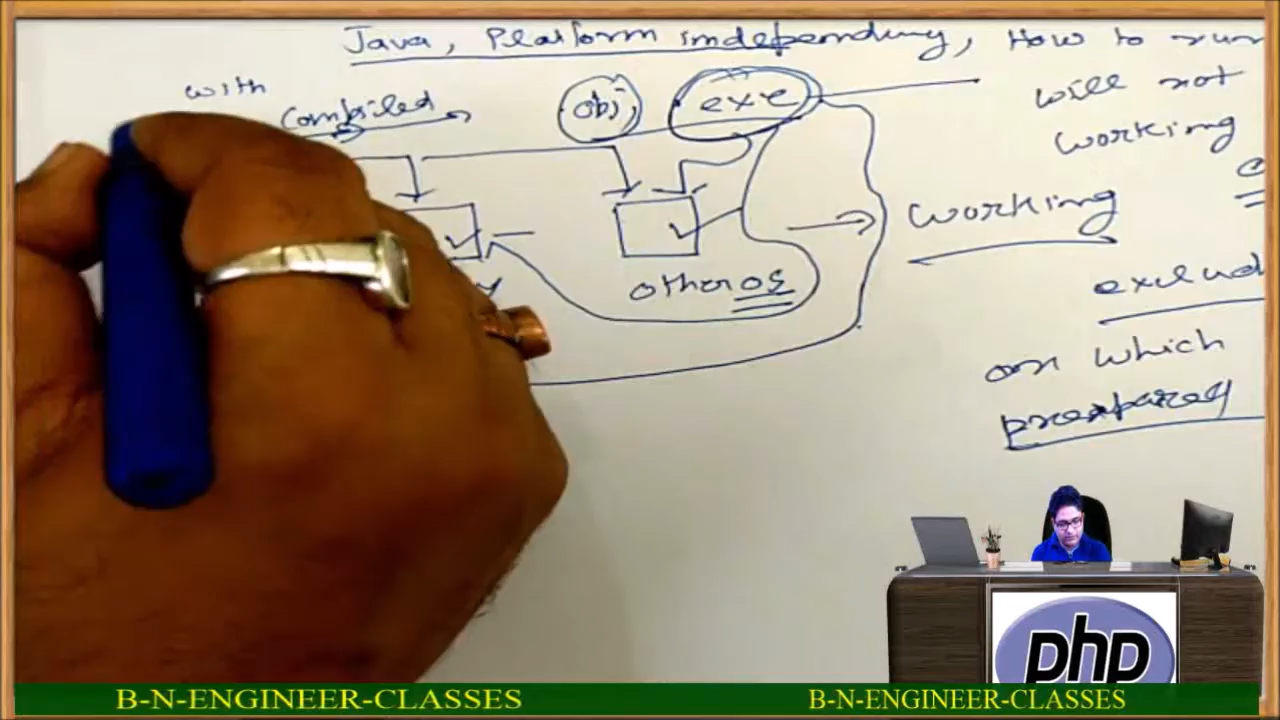 Java, Platform independency, How to run
with compiled obj, exe
will not
working
working
other os
exclud
on which
prepared
php
B-N-ENGINEER-CLASSES B-N-ENGINEER-CLASSES